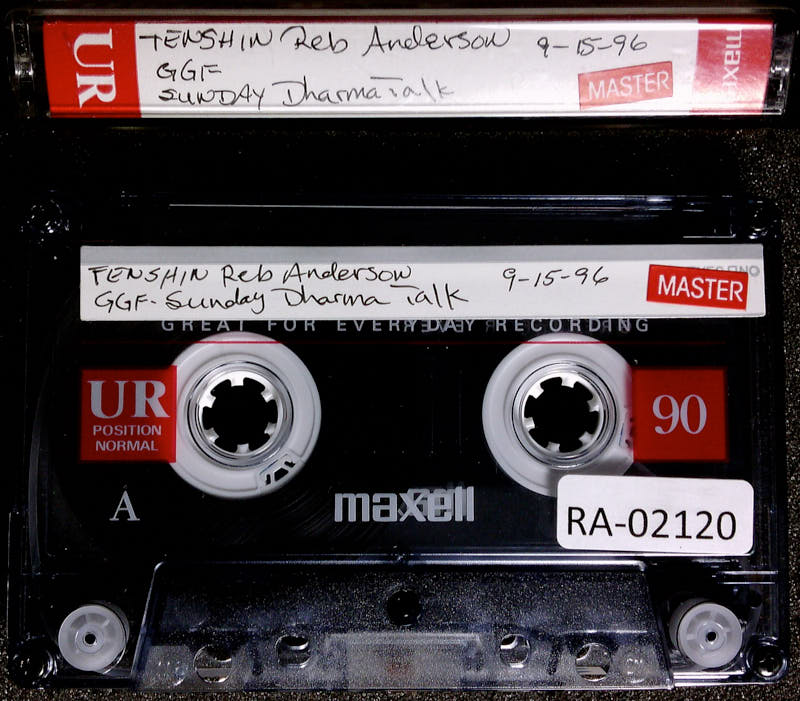 UR
TENSHIN Reb Anderson 9-15-96
GGF
SUNDAY Dharma Talk
MASTER
maxell
TENSHIN Reb Anderson 9-15-96
GGF- Sunday Dharma Talk
MASTER
GREAT FOR EVERYDAY RECORDING
UR
POSITION
NORMAL
90
A
maxell
RA-02120